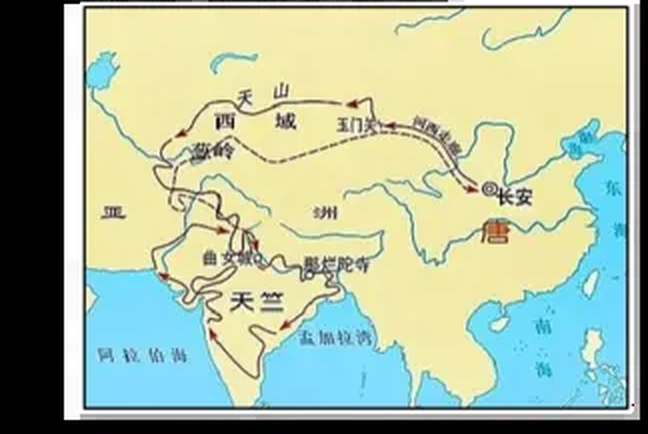 天 山
西 域
玉门关
河西走廊
葱岭
长安
渤海
东海
亚
洲
唐
曲女城
那烂陀寺
天竺
孟加拉湾
阿拉伯海
南海